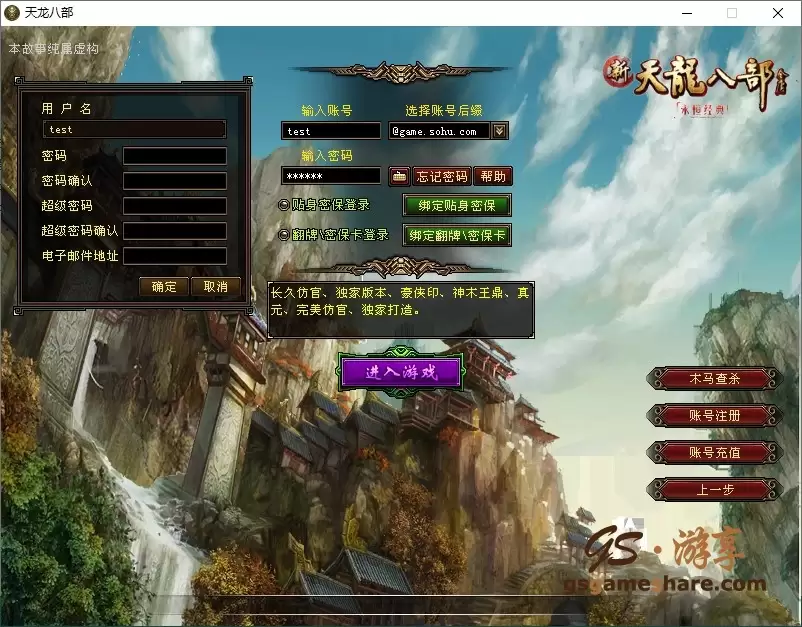 天龙八部
本故事纯属虚构
新天龍八部
永恒经典!
用 户 名
test
密码
密码确认
超级密码
超级密码确认
电子邮件地址
确定 取消
输入账号 选择账号后缀
test @game.sohu.com
输入密码
****** 忘记密码 帮助
贴身密保登录 绑定贴身密保
翻牌\密保卡登录 绑定翻牌\密保卡
长久仿官、独家版本、豪侠印、神木王鼎、真
元、完美仿官、独家打造。
进入游戏
木马查杀
账号注册
账号充值
上一步
GS·游享
gsgameshare.com